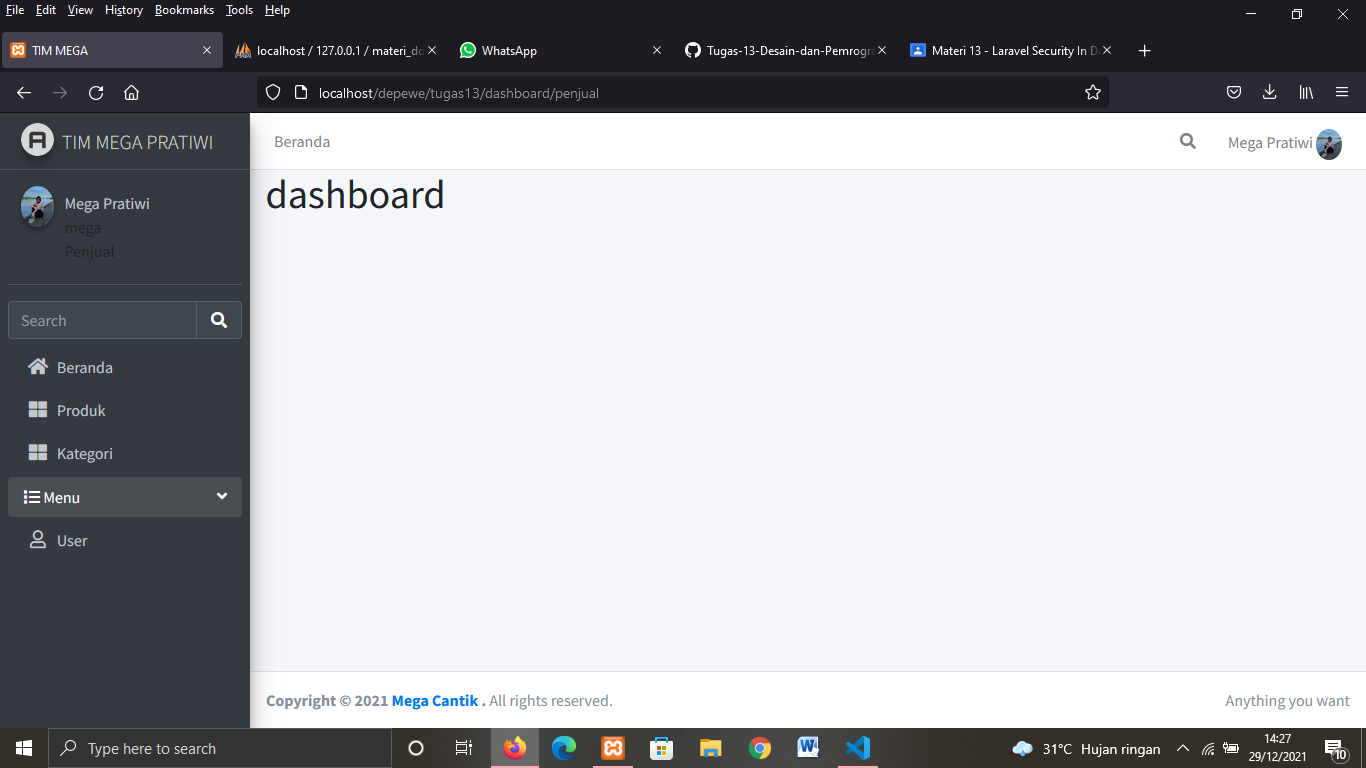 File Edit View History Bookmarks Tools Help
TIM MEGA
localhost / 127.0.0.1 / materi_do
WhatsApp
Tugas-13-Desain-dan-Pemrogra
Materi 13 - Laravel Security In D
localhost/depewe/tugas13/dashboard/penjual
TIM MEGA PRATIWI
Beranda
Mega Pratiwi
dashboard
Mega Pratiwi
mega
Penjual
Search
Beranda
Produk
Kategori
Menu
User
Copyright © 2021 Mega Cantik . All rights reserved.
Anything you want
Type here to search
31°C Hujan ringan
14:27
29/12/2021
10